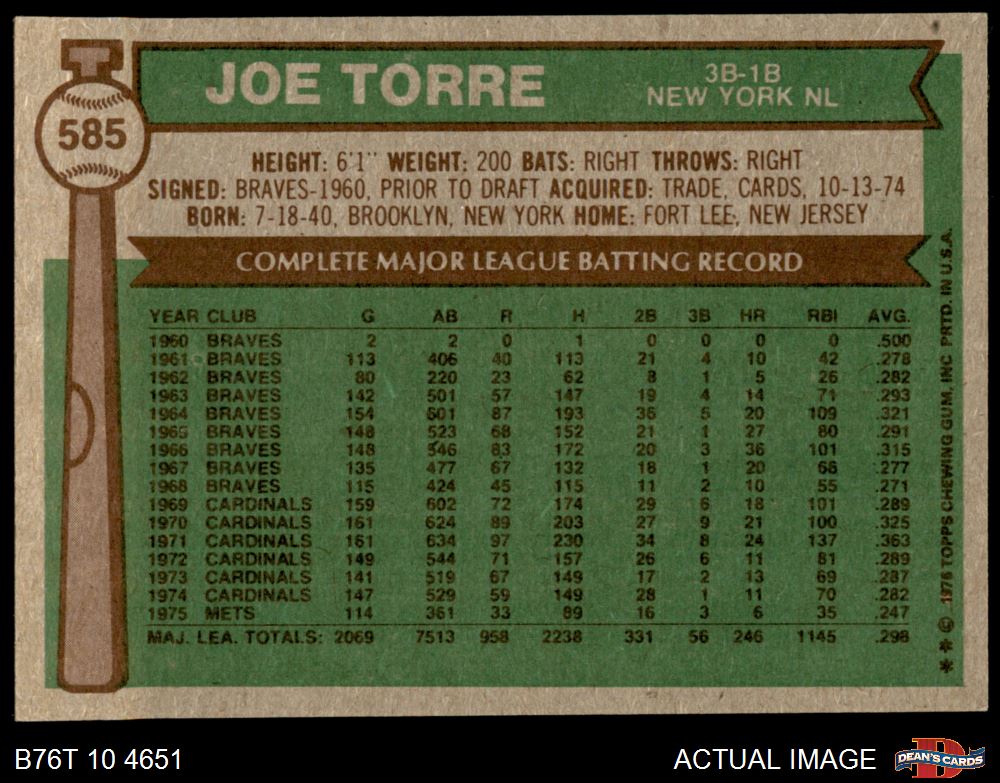 JOE TORRE
3B-1B
NEW YORK NL
585
HEIGHT: 6'1" WEIGHT: 200 BATS: RIGHT THROWS: RIGHT
SIGNED: BRAVES-1960, PRIOR TO DRAFT ACQUIRED: TRADE, CARDS, 10-13-74
BORN: 7-18-40, BROOKLYN, NEW YORK HOME: FORT LEE, NEW JERSEY
COMPLETE MAJOR LEAGUE BATTING RECORD
YEAR CLUB G AB R H 2B 3B HR RBI AVG.
1960 BRAVES 2 2 0 1 0 0 0 0 .500
1961 BRAVES 113 406 40 113 21 4 10 42 .278
1962 BRAVES 80 220 23 62 8 1 5 26 .282
1963 BRAVES 142 501 57 147 19 4 14 71 .293
1964 BRAVES 154 601 87 193 36 5 20 109 .321
1965 BRAVES 148 523 68 152 21 1 27 80 .291
1966 BRAVES 148 546 83 172 20 3 36 101 .315
1967 BRAVES 135 477 67 132 18 1 20 68 .277
1968 BRAVES 115 424 45 115 11 2 10 55 .271
1969 CARDINALS 159 602 72 174 29 6 18 101 .289
1970 CARDINALS 161 624 89 203 27 9 21 100 .325
1971 CARDINALS 161 634 97 230 34 8 24 137 .363
1972 CARDINALS 149 544 71 157 26 6 11 81 .289
1973 CARDINALS 141 519 67 149 17 2 13 69 .287
1974 CARDINALS 147 529 59 149 28 1 11 70 .282
1975 METS 114 361 33 89 16 3 6 35 .247
MAJ. LEA. TOTALS: 2069 7513 958 2238 331 56 246 1145 .298
* * © 1976 TOPPS CHEWING GUM, INC PRTD. IN U.S.A.
B76T 10 4651
ACTUAL IMAGE
D
DEAN'S CARDS